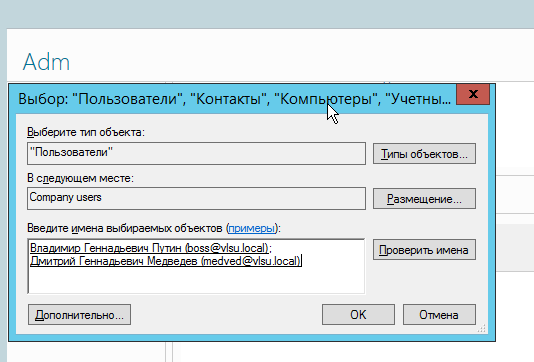 Adm
Выбор: "Пользователи", "Контакты", "Компьютеры", "Учетны...
x
Выберите тип объекта:
"Пользователи"
Типы объектов...
В следующем месте:
Company users
Размещение...
Введите имена выбираемых объектов (примеры):
Владимир Геннадьевич Путин (boss@vlsu.local);
Дмитрий Геннадьевич Медведев (medved@vlsu.local)
Проверить имена
Дополнительно...
OK
Отмена